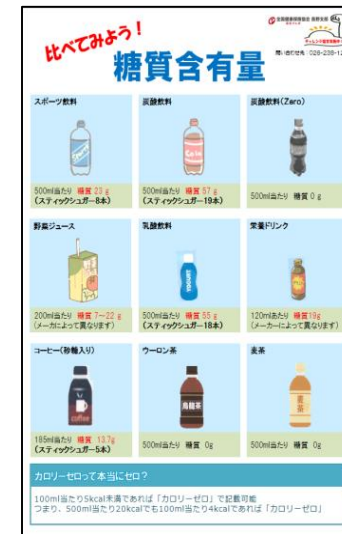 比べてみよう!
糖質含有量
スポーツ飲料
炭酸飲料
炭酸飲料(Zero)
500ml当たり 糖質 23 g
(スティックシュガー8本)
500ml当たり 糖質 57 g
(スティックシュガー19本)
500ml当たり 糖質 0 g
野菜ジュース
乳酸飲料
栄養ドリンク
YOGURT
200ml当たり 糖質 7~22 g
(メーカによって異なります)
500ml当たり 糖質 55 g
(スティックシュガー18本)
120ml当たり 糖質19g
(メーカーによって異なります)
コーヒー(砂糖入り)
ウーロン茶
麦茶
coffee
烏龍茶
麦茶
185ml当たり 糖質 13.7g
(スティックシュガー5本)
500ml当たり 糖質 0g
500ml当たり 糖質 0g
カロリーゼロって本当にゼロ?
100ml当たり5kcal未満であれば「カロリーゼロ」で記載可能
つまり、500ml当たり20kcalでも100ml当たり4kcalであれば「カロリーゼロ」